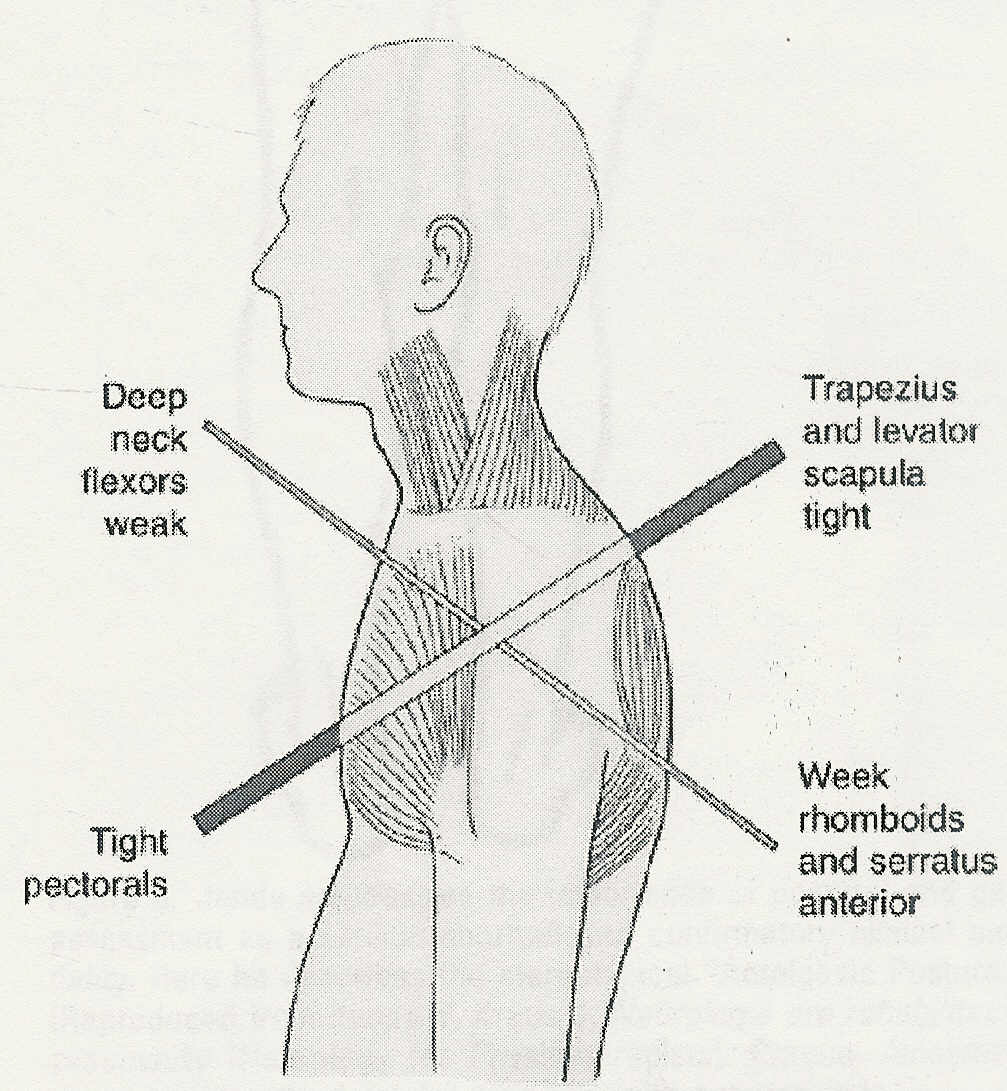 Deep
neck
flexors
weak
Trapezius
and levator
scapula
tight
Tight
pectorals
Week
rhomboids
and serratus
anterior